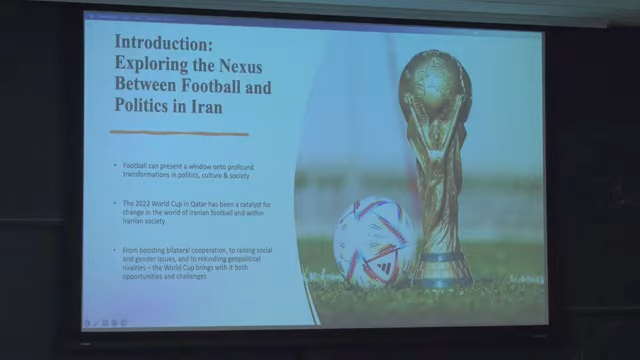 Introduction:
Exploring the Nexus
Between Football and
Politics in Iran
• Football can present a window onto profound
transformations in politics, culture & society
• The 2022 World Cup in Qatar has been a catalyst for
change in the world of Iranian football and within
Iranian society
• From boosting bilateral cooperation, to raising social
and gender issues, and to rekindling geopolitical
rivalries – the World Cup brings with it both
opportunities and challenges